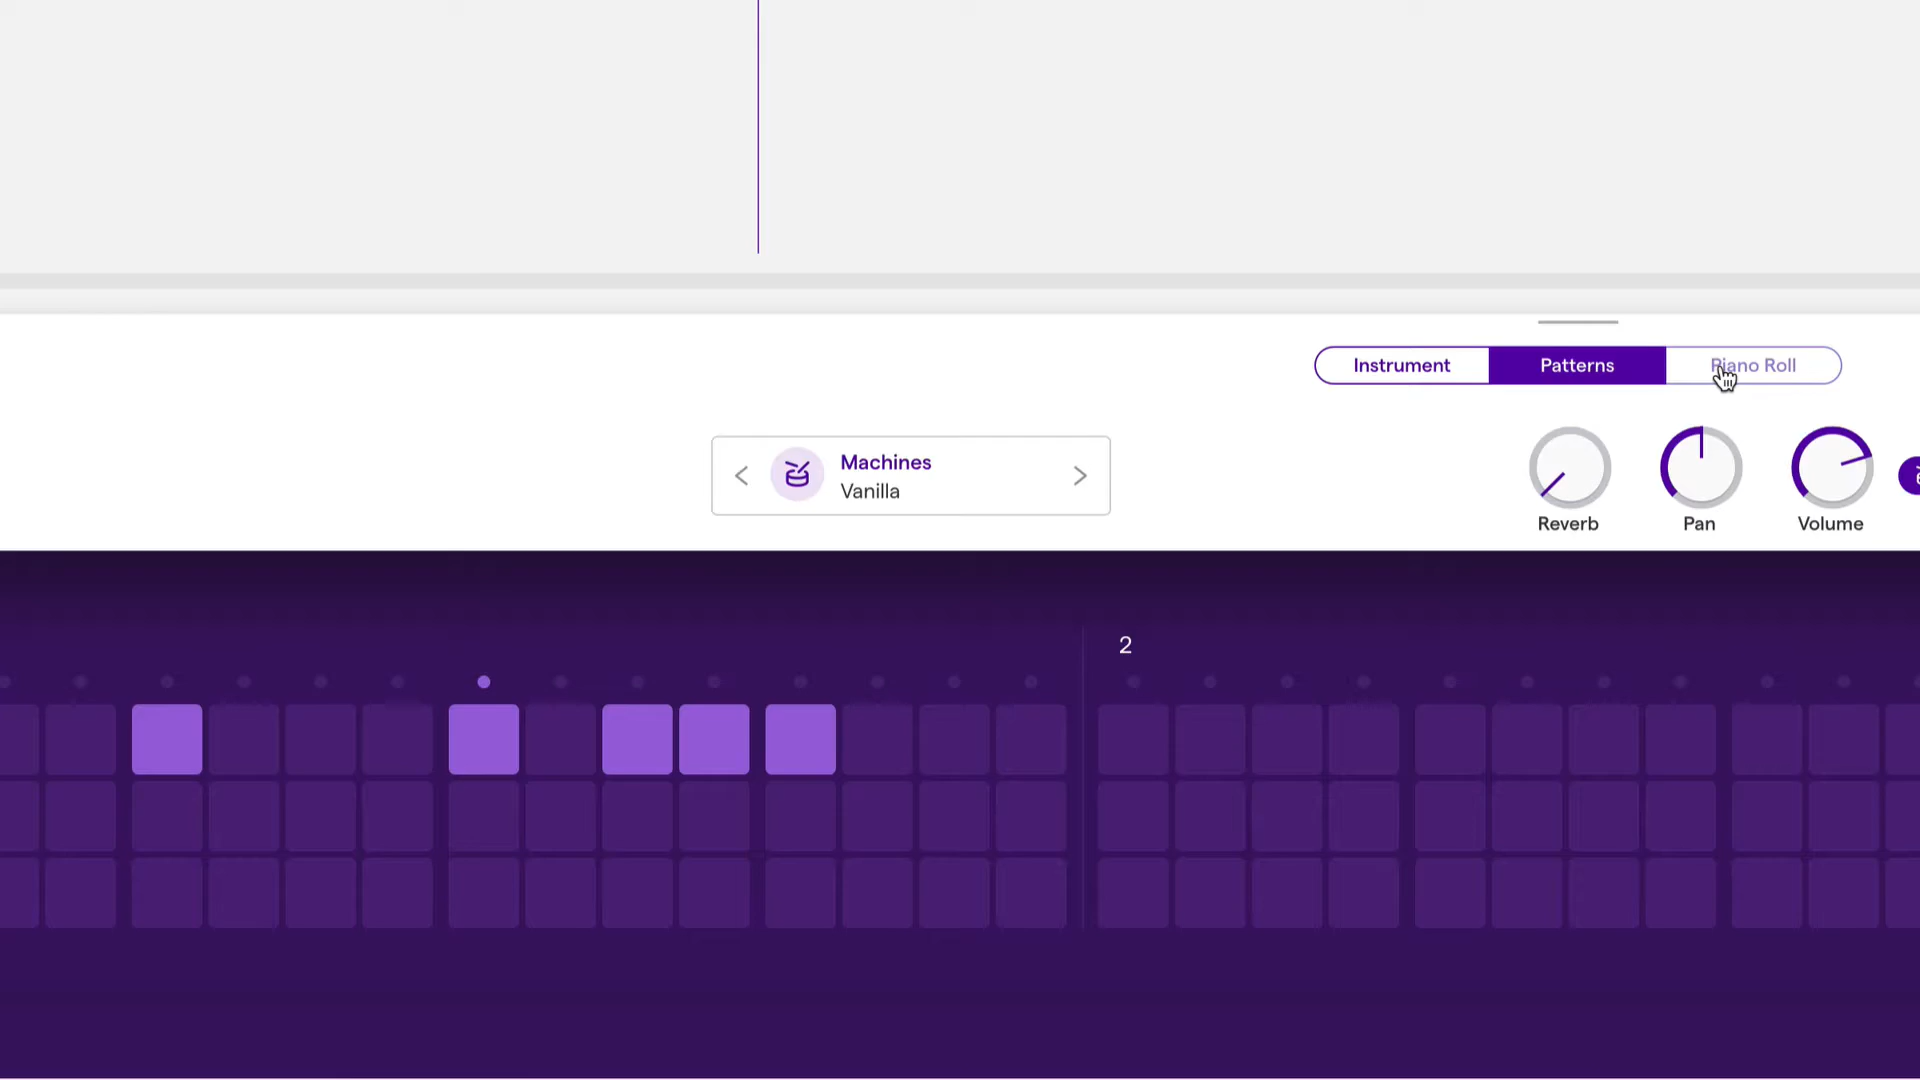 Instrument
Patterns
Piano Roll
Machines
Vanilla
Reverb
Pan
Volume
2